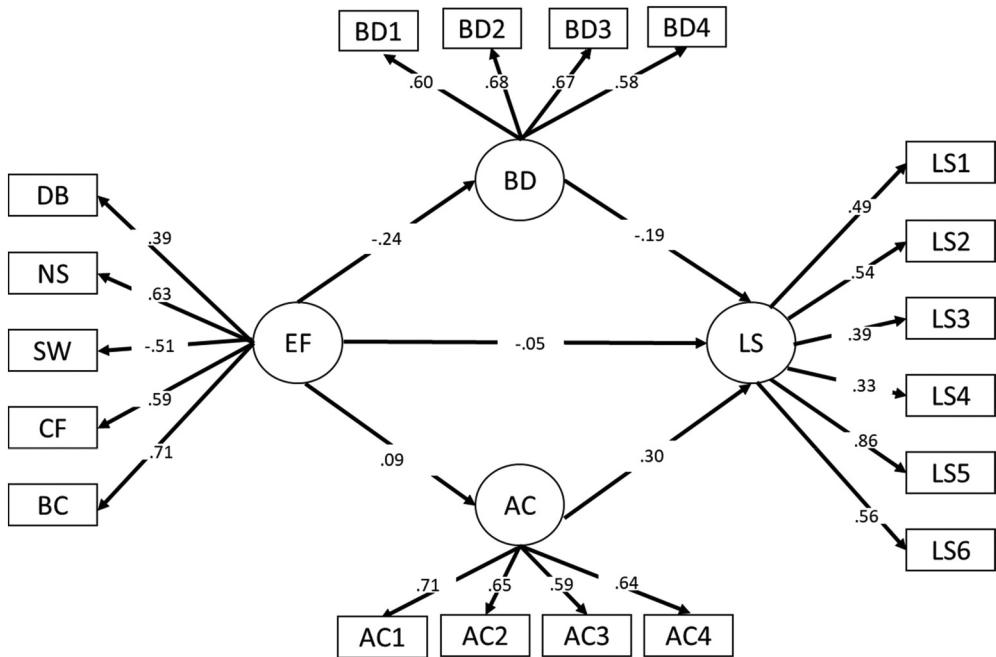 BD1
BD2
BD3
BD4
.60
.68
.67
.58
BD
LS1
LS2
LS3
LS4
LS5
LS6
.49
.54
.39
.33
.86
.56
DB
NS
SW
CF
BC
.39
.63
-.51
.59
.71
-.24
-.19
EF
-.05
LS
.09
.30
AC
.71
.65
.59
.64
AC1
AC2
AC3
AC4